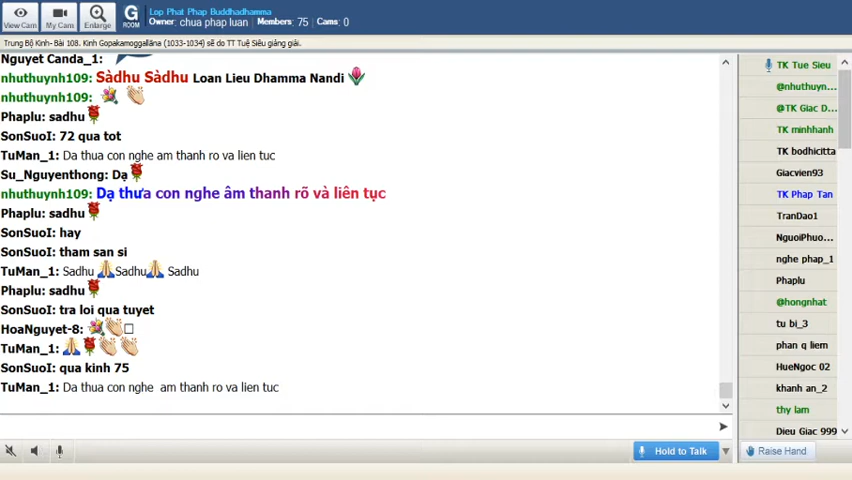 Lop Phat Phap Buddhadhamma
Owner: chua phap luan Members: 75 Cams: 0
View Cam
My Cam
Enlarge
G
ROOM
Trung Bộ Kinh- Bài 108. Kinh Gopakamoggallāna (1033-1034) sẽ do TT Tuệ Siêu giảng giải.
Nguyet Canda_1:
nhuthuynh109: Sàdhu Sàdhu Loan Lieu Dhamma Nandi
nhuthuynh109:
Phaplu: sadhu
SonSuoI: 72 qua tot
TuMan_1: Da thua con nghe am thanh ro va lien tuc
Su_Nguyenthong: Dạ
nhuthuynh109: Dạ thưa con nghe âm thanh rõ và liên tục
Phaplu: sadhu
SonSuoI: hay
SonSuoI: tham san si
TuMan_1: Sadhu Sadhu Sadhu
Phaplu: sadhu
SonSuoI: tra loi qua tuyet
HoaNguyet-8:
TuMan_1:
SonSuoI: qua kinh 75
TuMan_1: Da thua con nghe am thanh ro va lien tuc
TK Tue Sieu
@nhuthuyn...
@TK Giac D...
TK minhhanh
TK bodhicitta
Giacvien93
TK Phap Tan
TranDao1
NguoiPhuo...
nghe phap_1
Phaplu
@hongnhat
tu bi_3
phan q liem
HueNgoc 02
khanh an_2
thy lam
Dieu Giac 999
Hold to Talk
Raise Hand